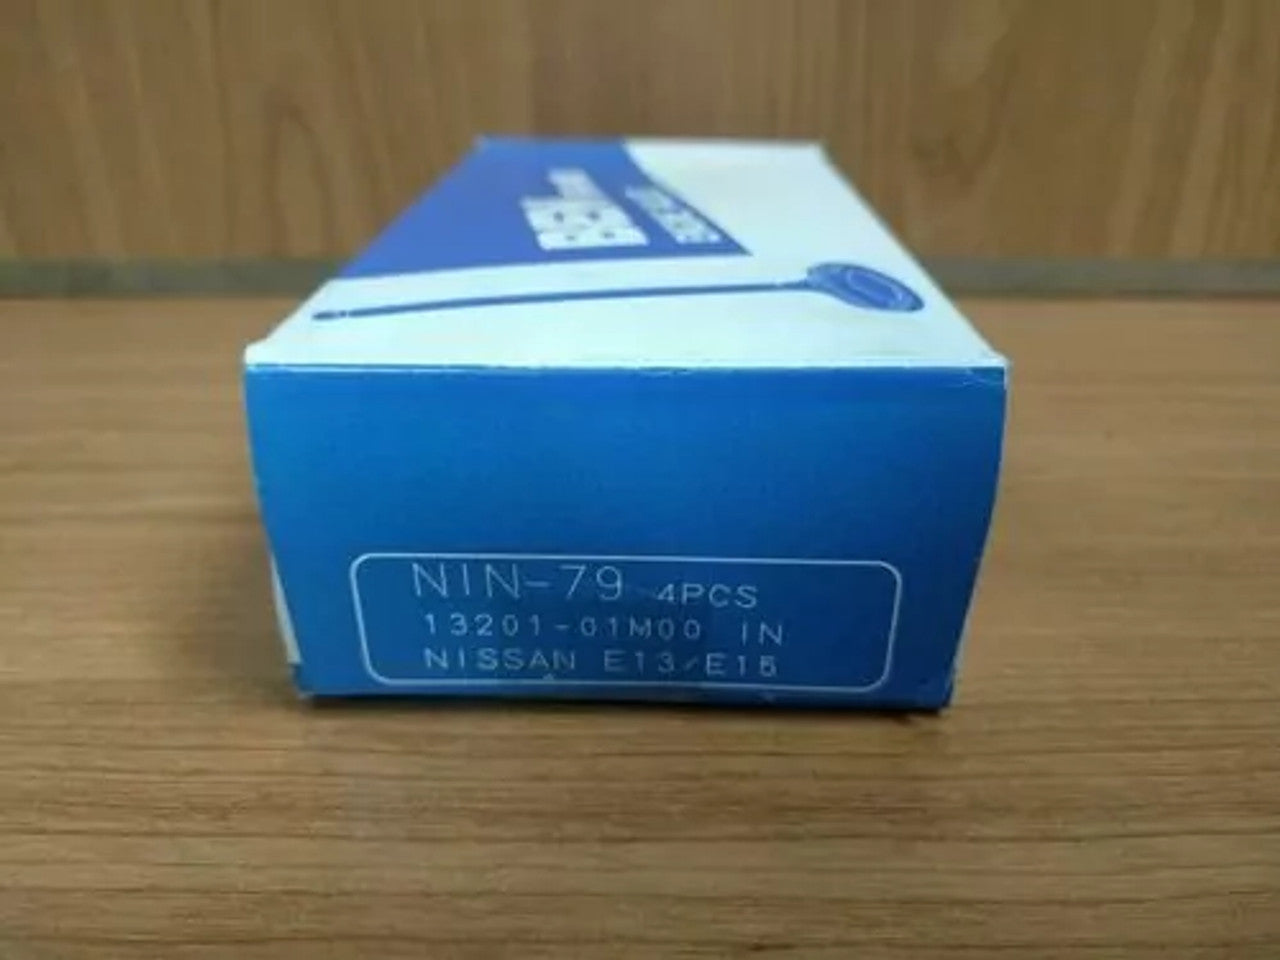 NIN-79 4PCS
13201-01M00 IN
NISSAN E13/E15